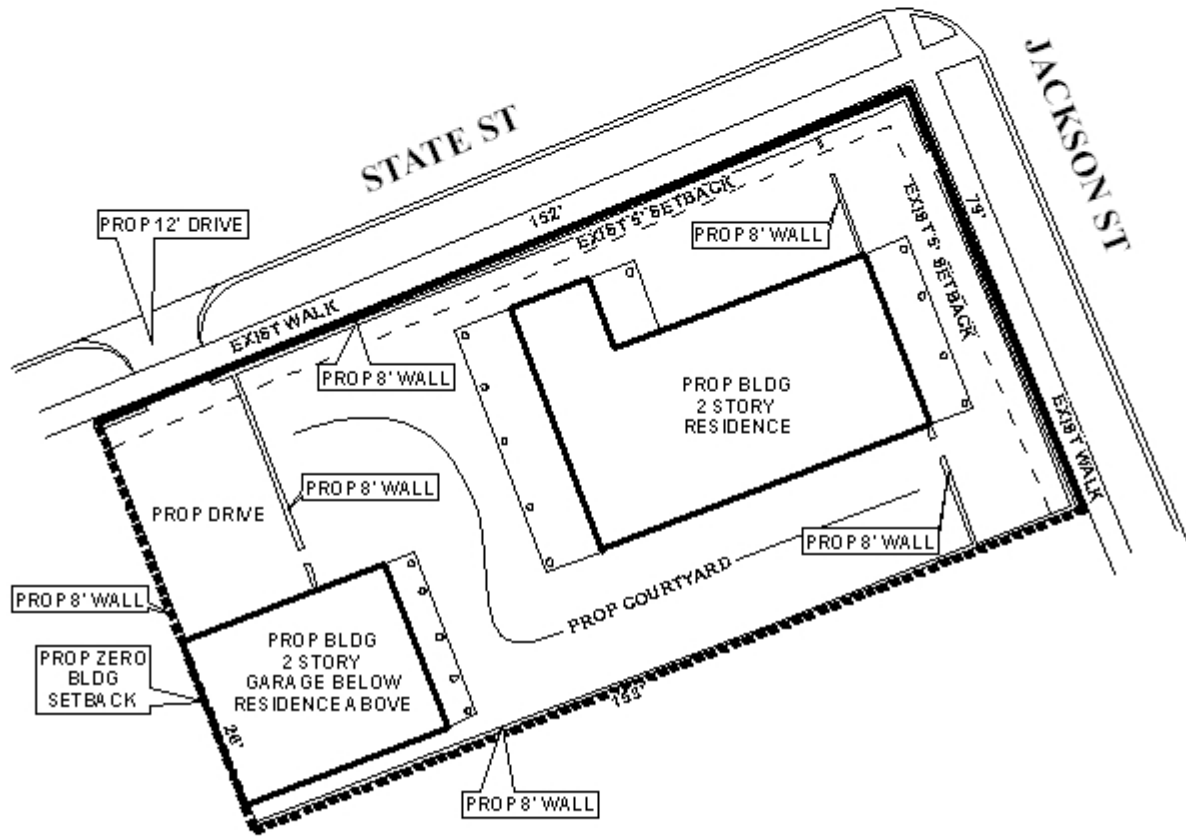 STATE ST
JACKSON ST
PROP 12' DRIVE
152'
EXIST 5' SETBACK
PROP 8' WALL
EXIST 5' SETBACK
79'
EXIST WALK
PROP 8' WALL
PROP BLDG
2 STORY
RESIDENCE
EXIST WALK
PROP 8' WALL
PROP DRIVE
PROP 8' WALL
PROP 8' WALL
PROP COURTYARD
PROP ZERO
BLDG
SETBACK
PROP BLDG
2 STORY
GARAGE BELOW
RESIDENCE ABOVE
26'
PROP 8' WALL